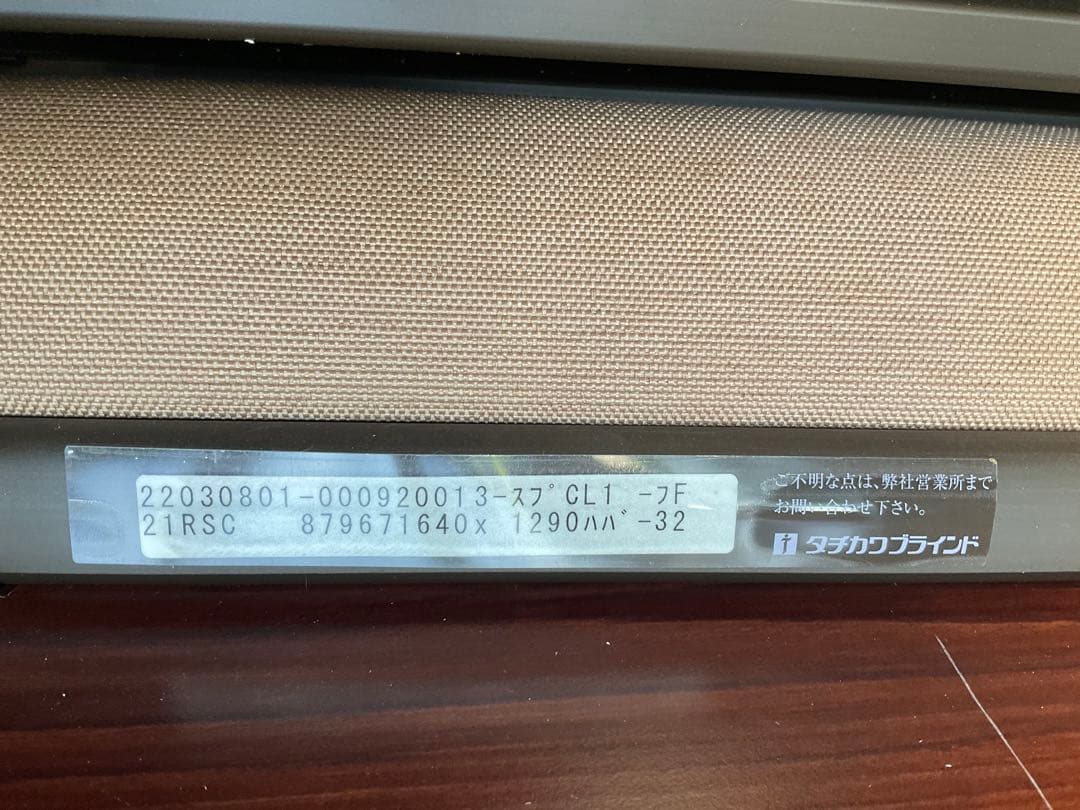 22030801-000920013-ｽﾌﾟCL1 -ﾌF
21RSC 879671640x 1290ﾊﾊﾞ-32
ご不明な点は、弊社営業所まで
お問い合わせ下さい。
タチカワブラインド